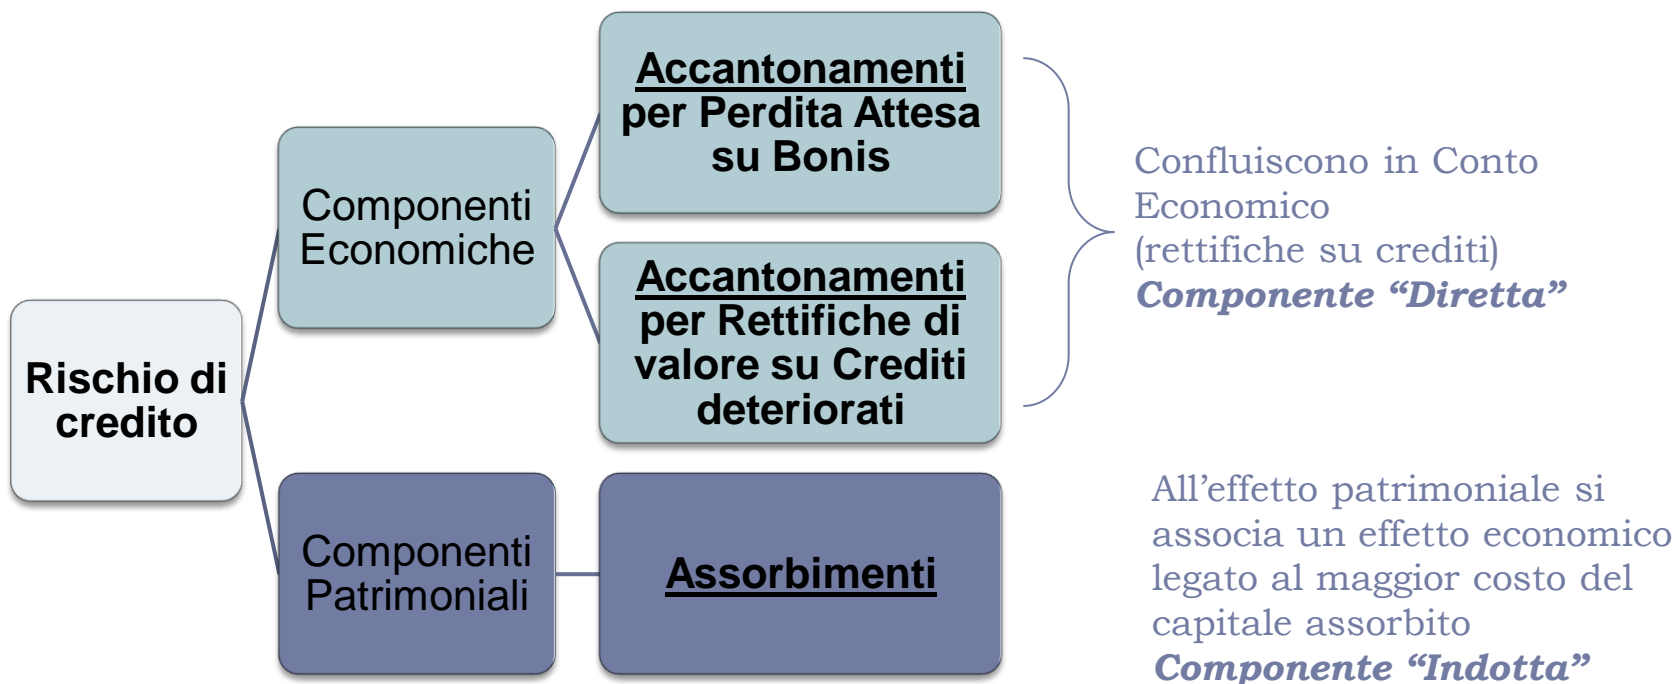 Rischio di
credito
Componenti
Economiche
Accantonamenti
per Perdita Attesa
su Bonis
Accantonamenti
per Rettifiche di
valore su Crediti
deteriorati
Confluiscono in Conto
Economico
(rettifiche su crediti)
Componente “Diretta”
Componenti
Patrimoniali
Assorbimenti
All’effetto patrimoniale si
associa un effetto economico
legato al maggior costo del
capitale assorbito
Componente “Indotta”